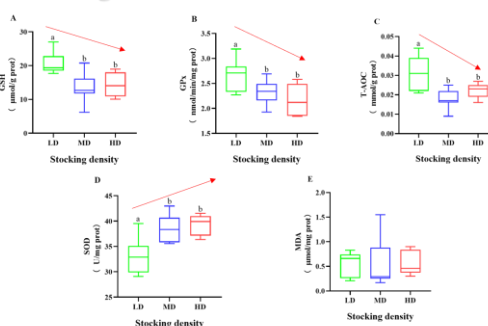 A
GSH
( μmol/g prot)
30
20
10
0
a
b
b
LD
MD
HD
Stocking density
B
GPx
( nmol/min/mg prot)
3.5
3.0
2.5
2.0
1.5
a
b
b
LD
MD
HD
Stocking density
C
T-AOC
( mmol/g prot)
0.05
0.04
0.03
0.02
0.01
0.00
a
b
b
LD
MD
HD
Stocking density
D
SOD
( U/mg prot)
45
40
35
30
25
a
b
b
LD
MD
HD
Stocking density
E
MDA
( μmol/mg prot)
2.0
1.5
1.0
0.5
0.0
LD
MD
HD
Stocking density